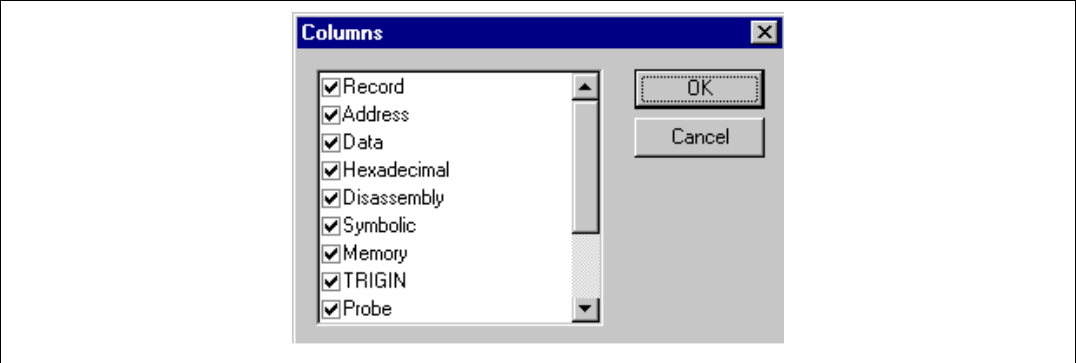 Columns
Record
Address
Data
Hexadecimal
Disassembly
Symbolic
Memory
TRIGIN
Probe
OK
Cancel